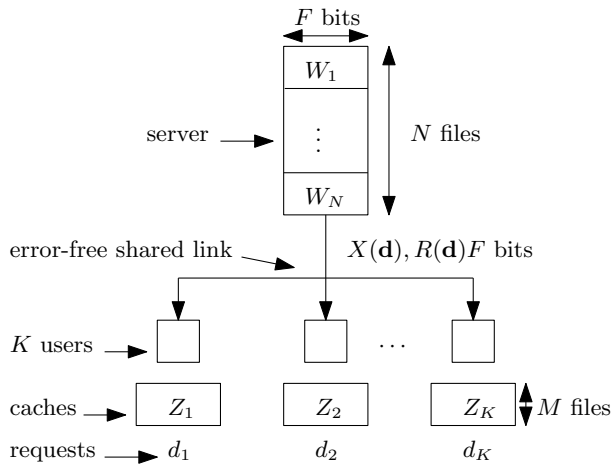 F bits
W_1
server
⋮
N files
W_N
error-free shared link
X(𝐝), R(𝐝)F bits
K users
…
caches
Z_1
Z_2
Z_K
M files
requests
d_1
d_2
d_K